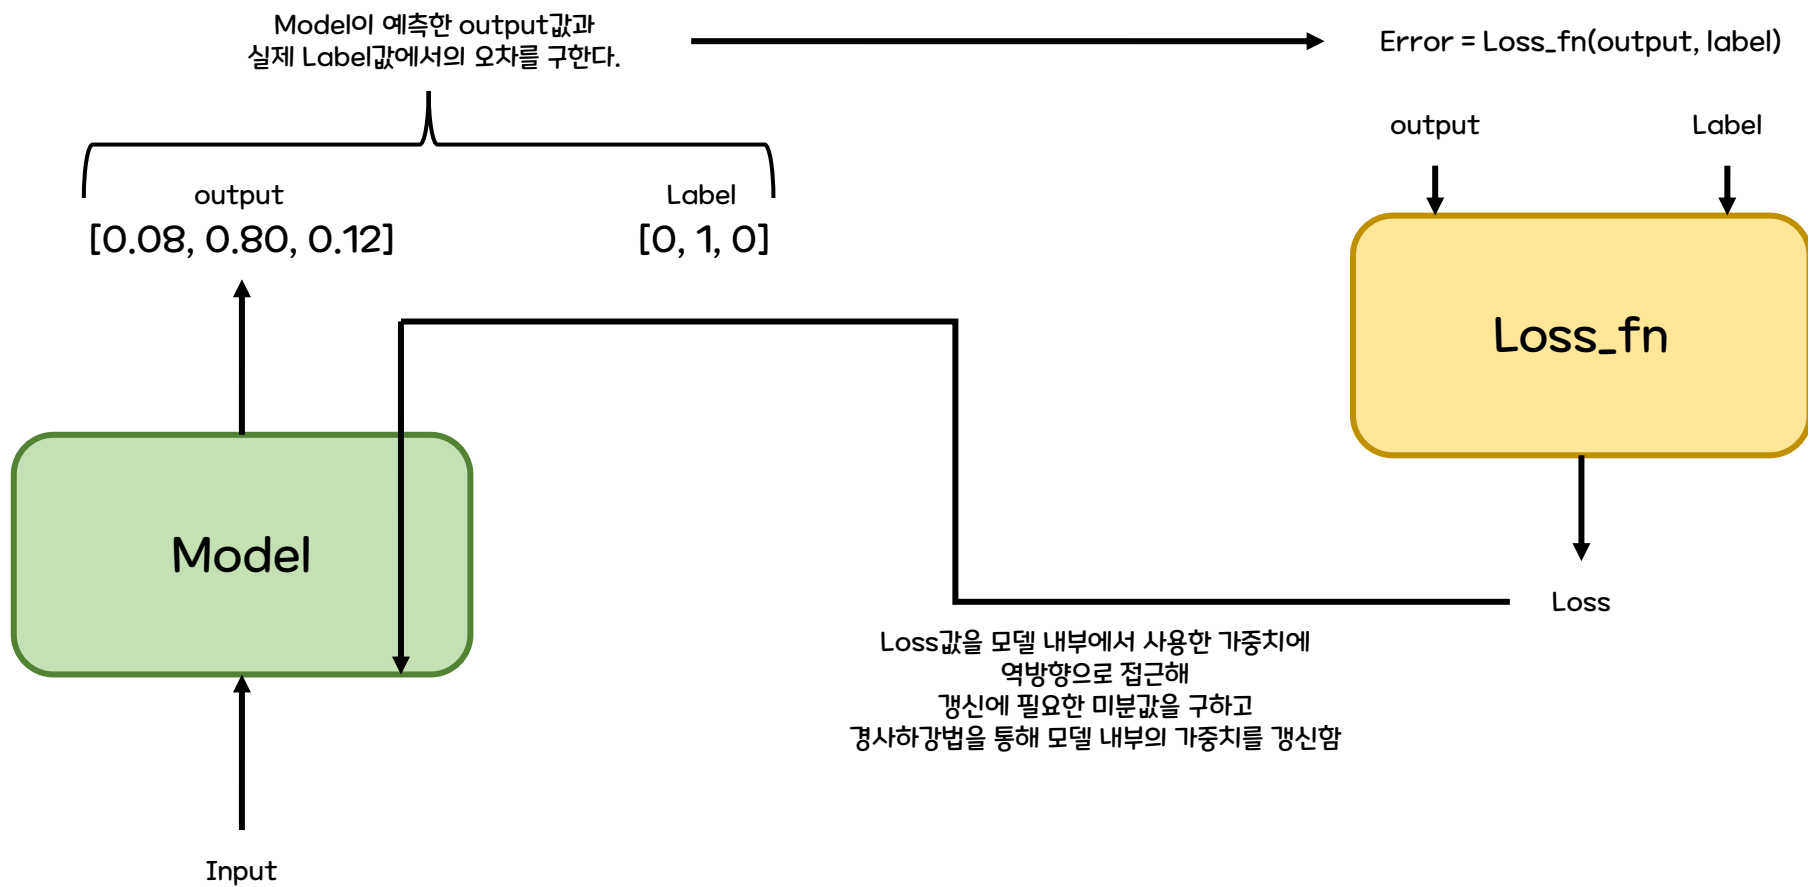 Model이 예측한 output값과
실제 Label값에서의 오차를 구한다.
Error = Loss_fn(output, label)
output
Label
output
Label
[0.08, 0.80, 0.12]
[0, 1, 0]
Loss_fn
Model
Loss
Loss값을 모델 내부에서 사용한 가중치에
역방향으로 접근해
갱신에 필요한 미분값을 구하고
경사하강법을 통해 모델 내부의 가중치를 갱신함
Input